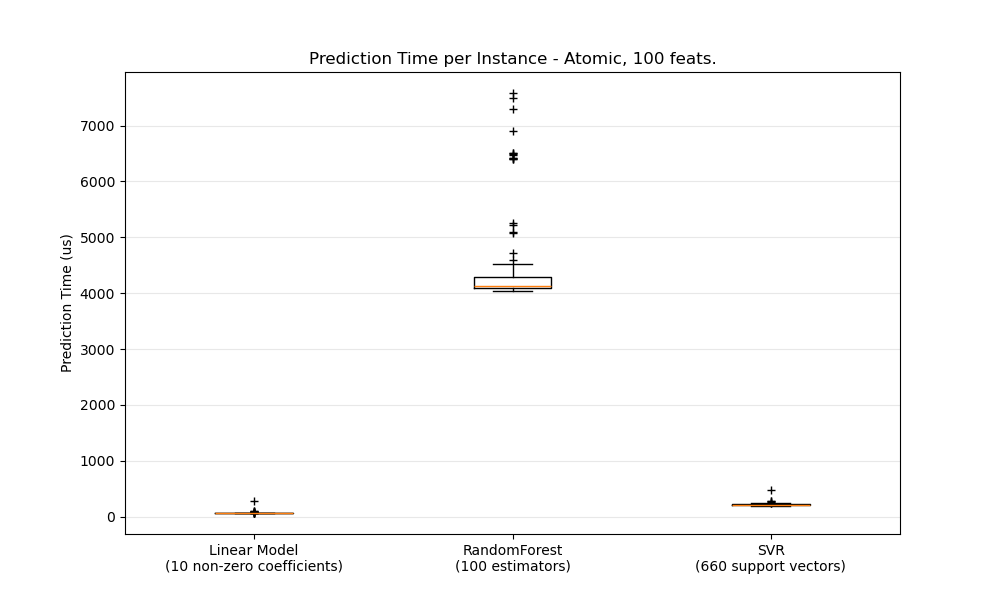 Prediction Time per Instance - Atomic, 100 feats.
Prediction Time (us)
7000
6000
5000
4000
3000
2000
1000
0
Linear Model
(10 non-zero coefficients)
RandomForest
(100 estimators)
SVR
(660 support vectors)